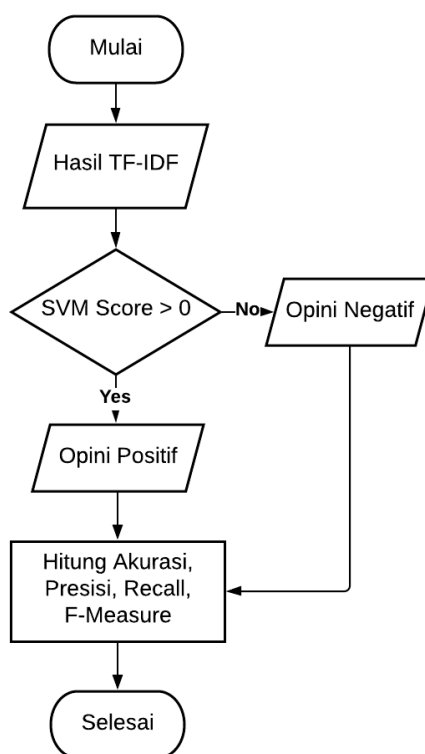 Mulai
Hasil TF-IDF
SVM Score > 0
No
Opini Negatif
Yes
Opini Positif
Hitung Akurasi,
Presisi, Recall,
F-Measure
Selesai